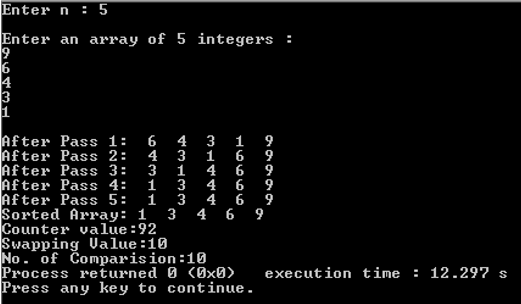 Enter n : 5
Enter an array of 5 integers :
9
6
4
3
1
After Pass 1:  6  4  3  1  9
After Pass 2:  4  3  1  6  9
After Pass 3:  3  1  4  6  9
After Pass 4:  1  3  4  6  9
After Pass 5:  1  3  4  6  9
Sorted Array: 1  3  4  6  9
Counter value:92
Swapping Value:10
No. of Comparision:10
Process returned 0 (0x0)   execution time : 12.297 s
Press any key to continue.